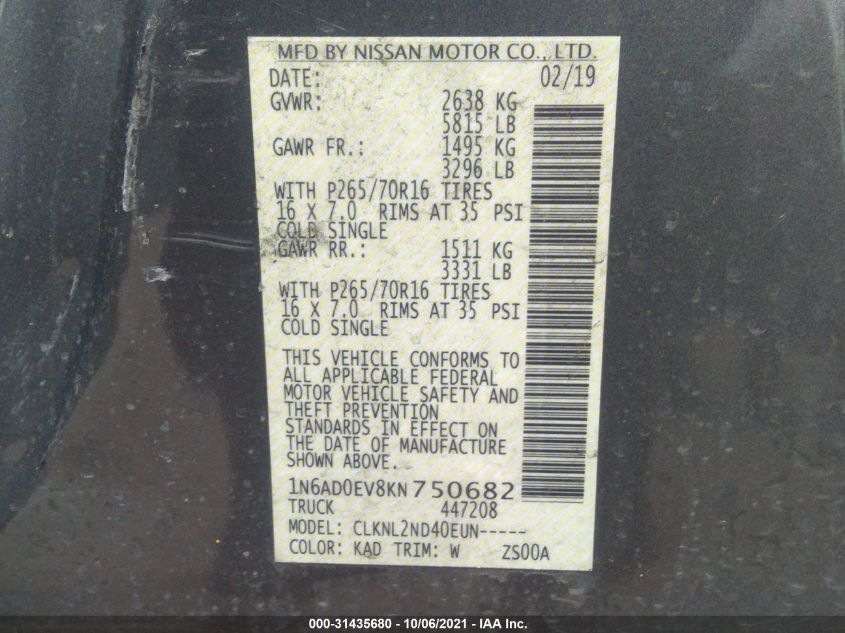 MFD BY NISSAN MOTOR CO., LTD.
DATE: 02/19
GVWR: 2638 KG
5815 LB
GAWR FR.: 1495 KG
3296 LB
WITH P265/70R16 TIRES
16 X 7.0 RIMS AT 35 PSI
COLD SINGLE
GAWR RR.: 1511 KG
3331 LB
WITH P265/70R16 TIRES
16 X 7.0 RIMS AT 35 PSI
COLD SINGLE
THIS VEHICLE CONFORMS TO
ALL APPLICABLE FEDERAL
MOTOR VEHICLE SAFETY AND
THEFT PREVENTION
STANDARDS IN EFFECT ON
THE DATE OF MANUFACTURE
SHOWN ABOVE.
1N6AD0EV8KN750682
TRUCK 447208
MODEL: CLKNL2ND40EUN-----
COLOR: KAD TRIM: W ZS00A
000-31435680 - 10/06/2021 - IAA Inc.